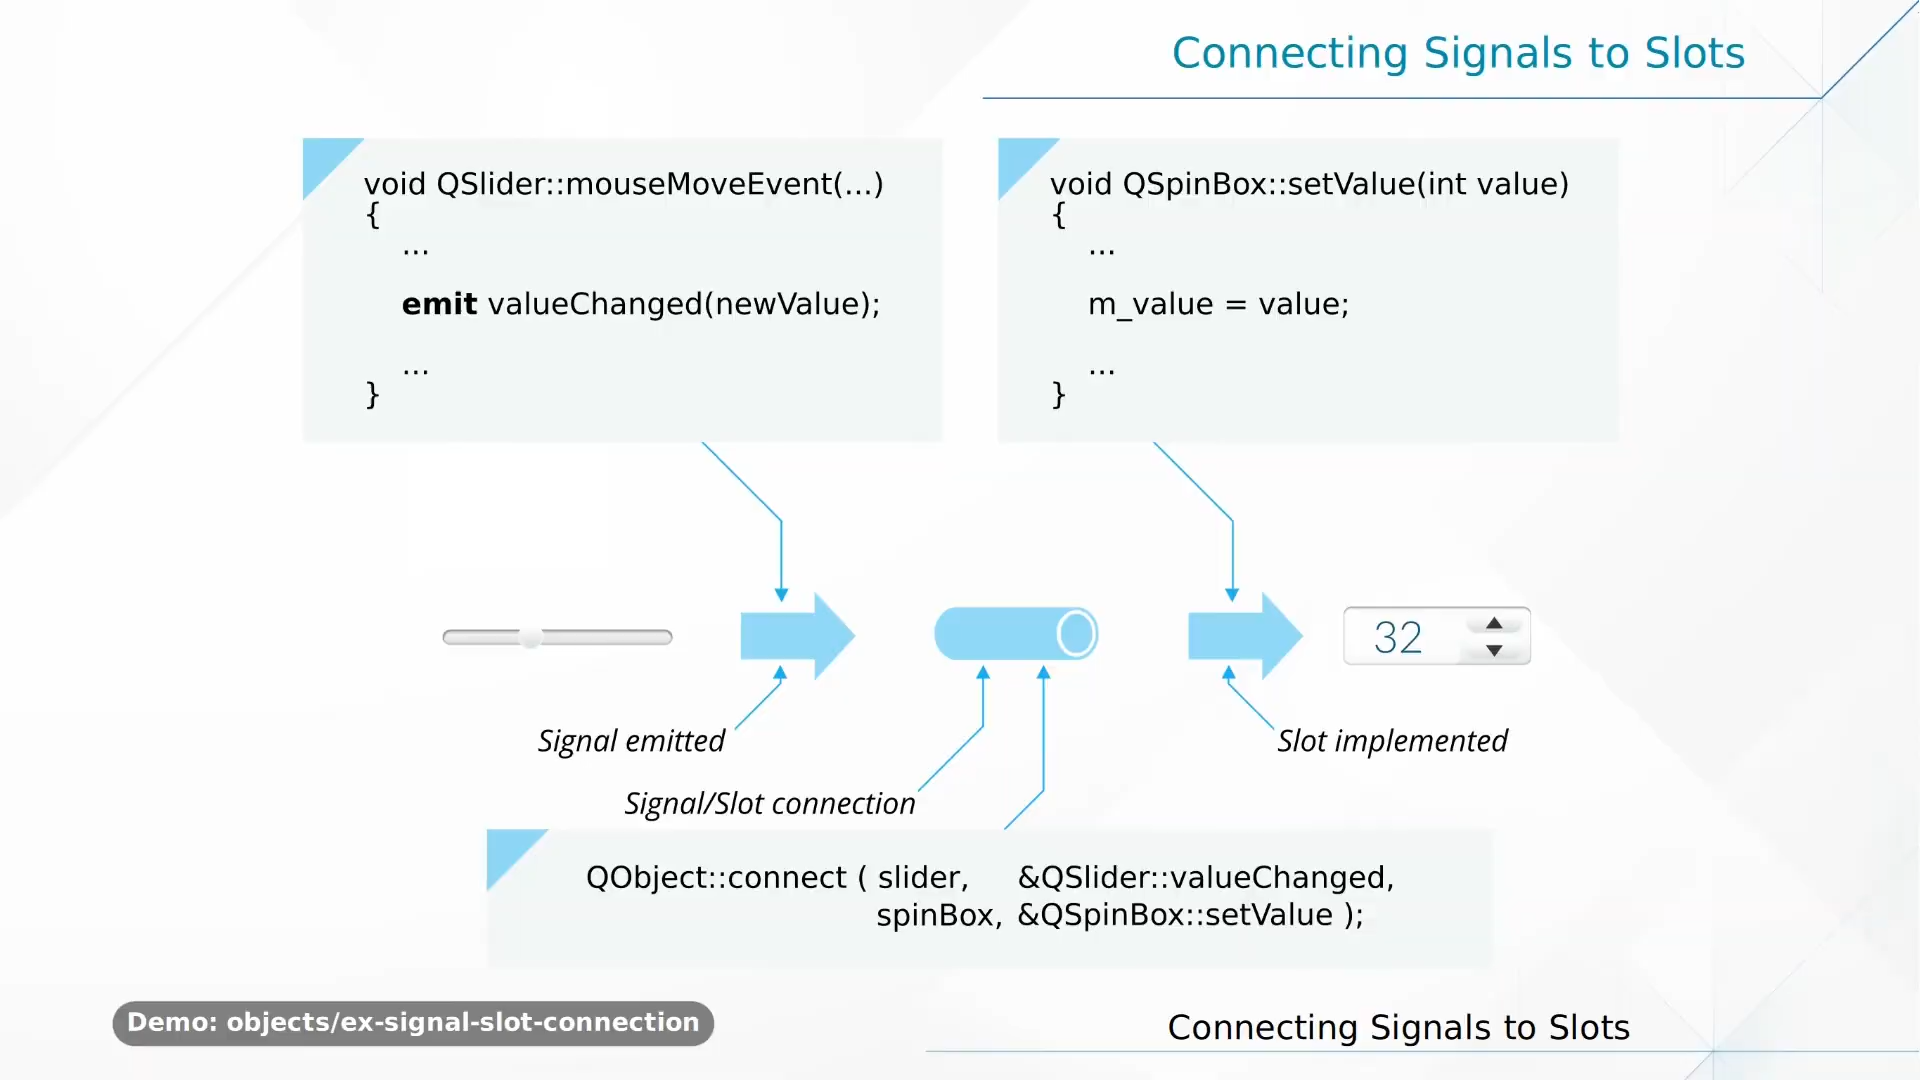 Connecting Signals to Slots
void QSlider::mouseMoveEvent(...)
{
...
emit valueChanged(newValue);
...
}
void QSpinBox::setValue(int value)
{
...
m_value = value;
...
}
32
Signal emitted
Slot implemented
Signal/Slot connection
QObject::connect ( slider, &QSlider::valueChanged,
spinBox, &QSpinBox::setValue );
Demo: objects/ex-signal-slot-connection
Connecting Signals to Slots